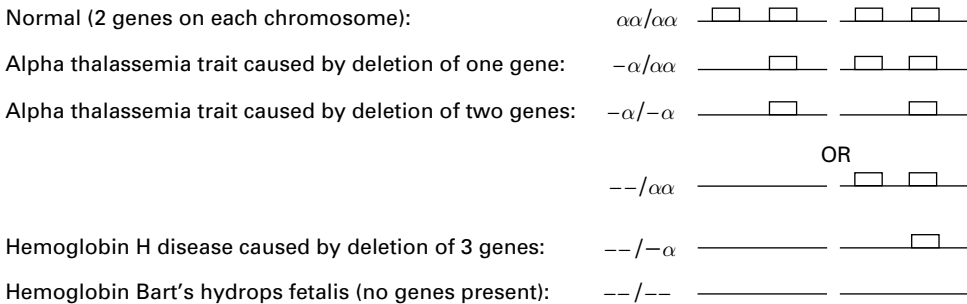 Normal (2 genes on each chromosome): αα/αα
Alpha thalassemia trait caused by deletion of one gene: −α/αα
Alpha thalassemia trait caused by deletion of two genes: −α/−α
OR
−−/αα
Hemoglobin H disease caused by deletion of 3 genes: −−/−α
Hemoglobin Bart's hydrops fetalis (no genes present): −−/−−